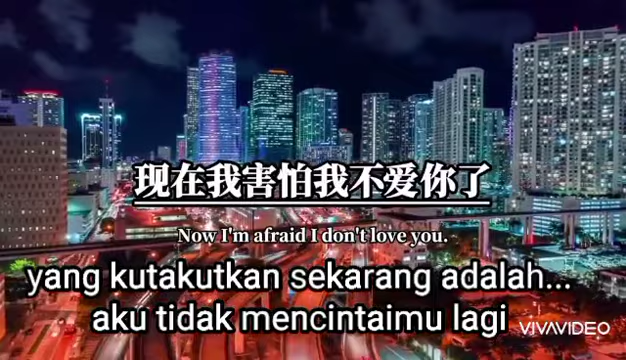 现在我害怕我不爱你了
Now I'm afraid I don't love you.
yang kutakutkan sekarang adalah...
aku tidak mencintaimu lagi
VIVAVIDEO